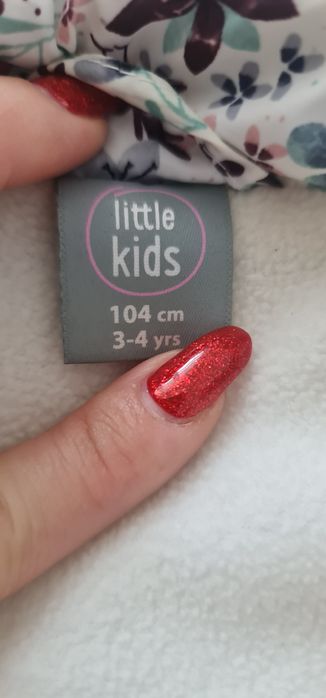 little
kids
104 cm
3-4 yrs